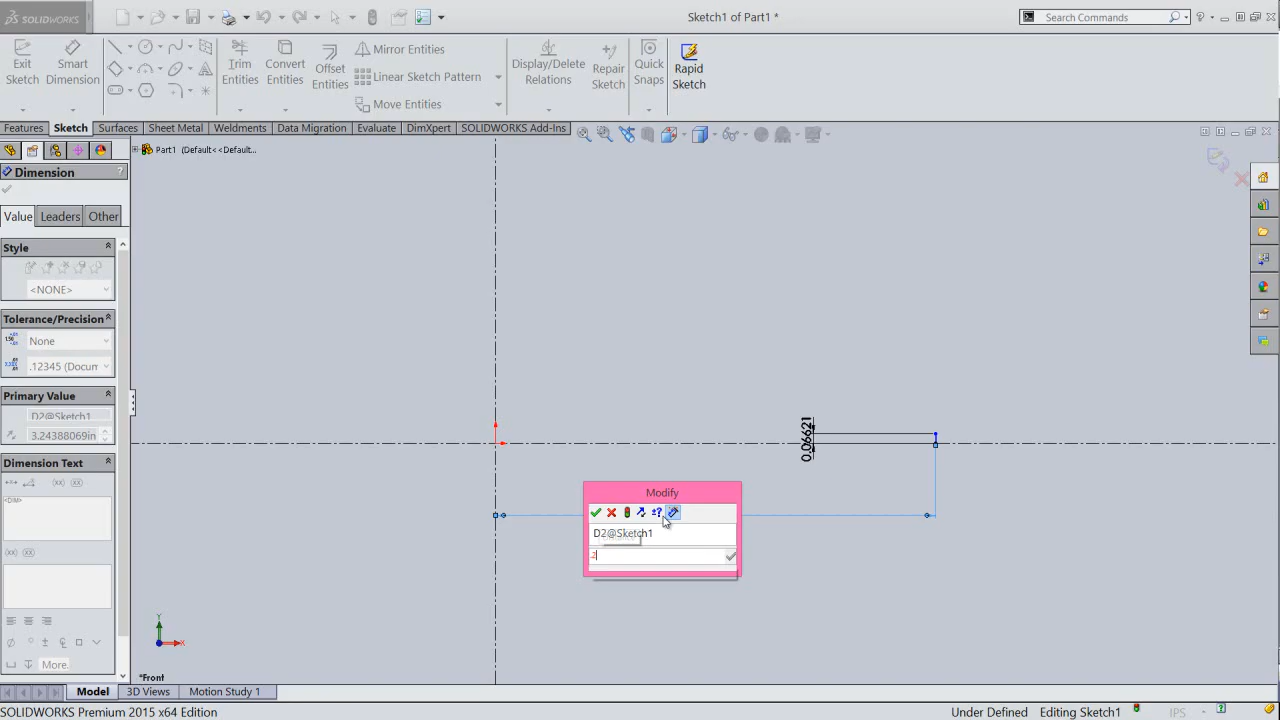 SOLIDWORKS
Sketch1 of Part1 *
Search Commands
Exit Sketch
Smart Dimension
Trim Entities
Convert Entities
Offset Entities
Mirror Entities
Linear Sketch Pattern
Move Entities
Display/Delete Relations
Repair Sketch
Quick Snaps
Rapid Sketch
Features
Sketch
Surfaces
Sheet Metal
Weldments
Data Migration
Evaluate
DimXpert
SOLIDWORKS Add-Ins
Part1 (Default< <Default...
Dimension
?
Value
Leaders
Other
Style
<NONE>
Tolerance/Precision
None
.12345 (Docum
Primary Value
D2@Sketch1
3.24388069in
Dimension Text
<DIM>
More.
0.06621
Modify
D2@Sketch1
Y
X
*Front
Model
3D Views
Motion Study 1
SOLIDWORKS Premium 2015 x64 Edition
Under Defined
Editing Sketch1
IPS